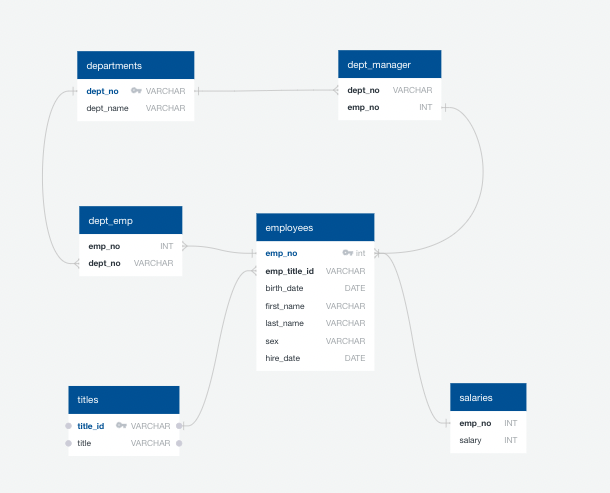 departments
dept_no VARCHAR
dept_name VARCHAR
dept_manager
dept_no VARCHAR
emp_no INT
dept_emp
emp_no INT
dept_no VARCHAR
employees
emp_no int
emp_title_id VARCHAR
birth_date DATE
first_name VARCHAR
last_name VARCHAR
sex VARCHAR
hire_date DATE
titles
title_id VARCHAR
title VARCHAR
salaries
emp_no INT
salary INT